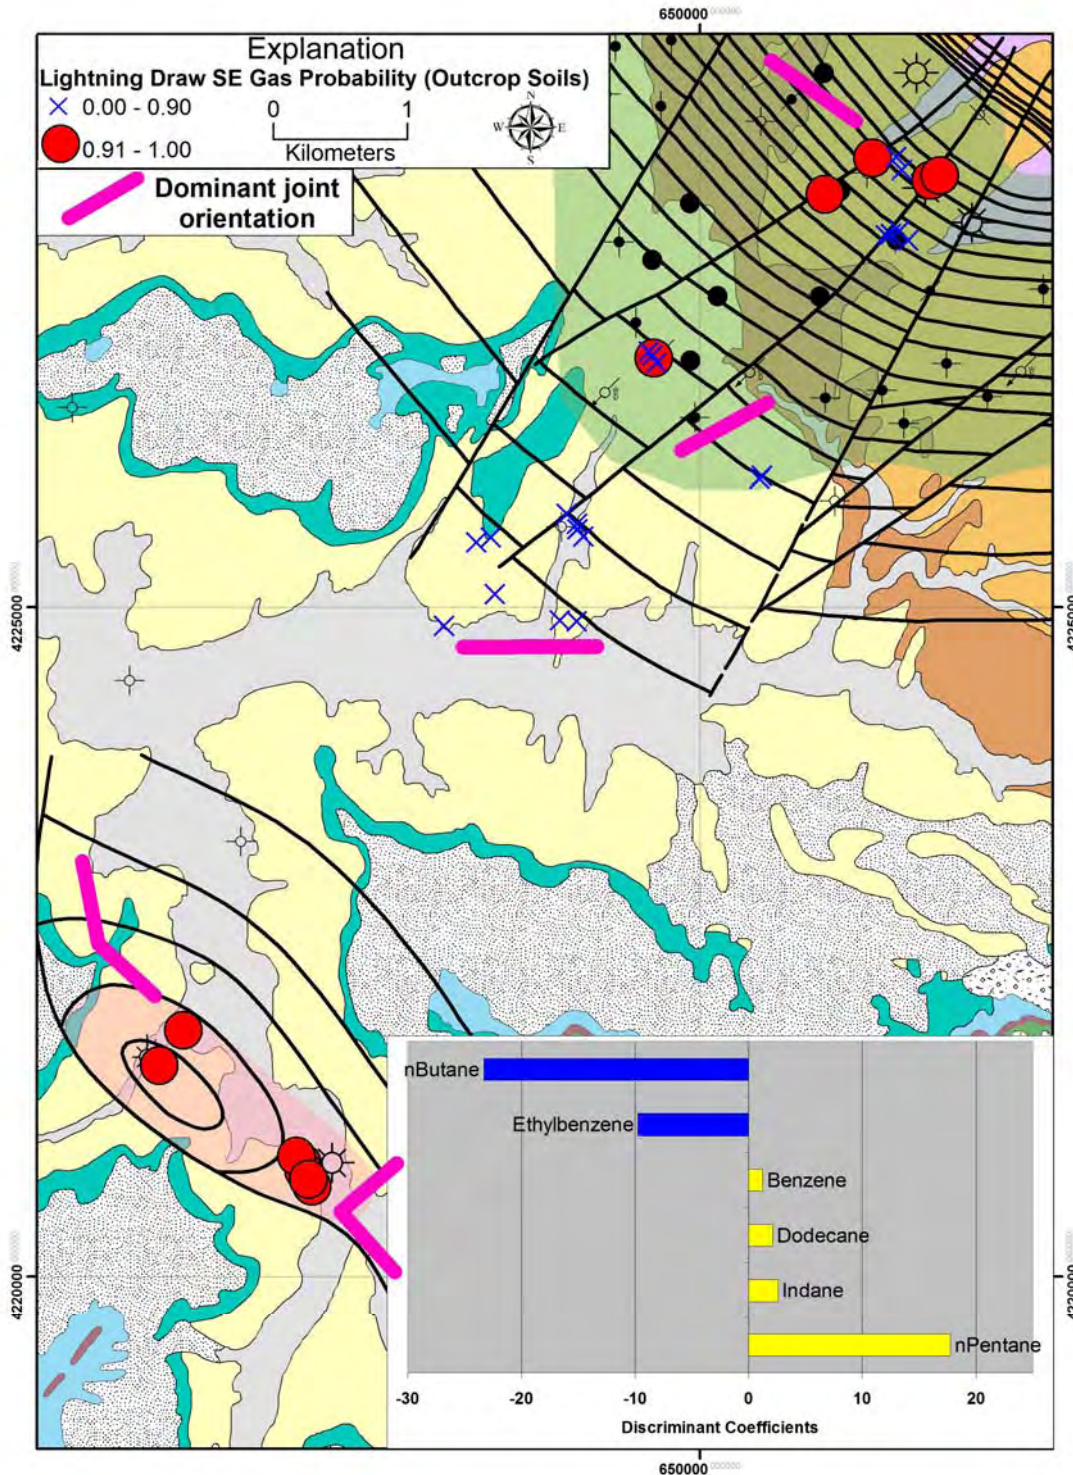 650000
Explanation
Lightning Draw SE Gas Probability (Outcrop Soils)
0.00 - 0.90
0.91 - 1.00
0 1
Kilometers
N
W E
S
Dominant joint
orientation
4225000
4225000
4220000
4220000
nButane
Ethylbenzene
Benzene
Dodecane
Indane
nPentane
-30 -20 -10 0 10 20
Discriminant Coefficients
650000